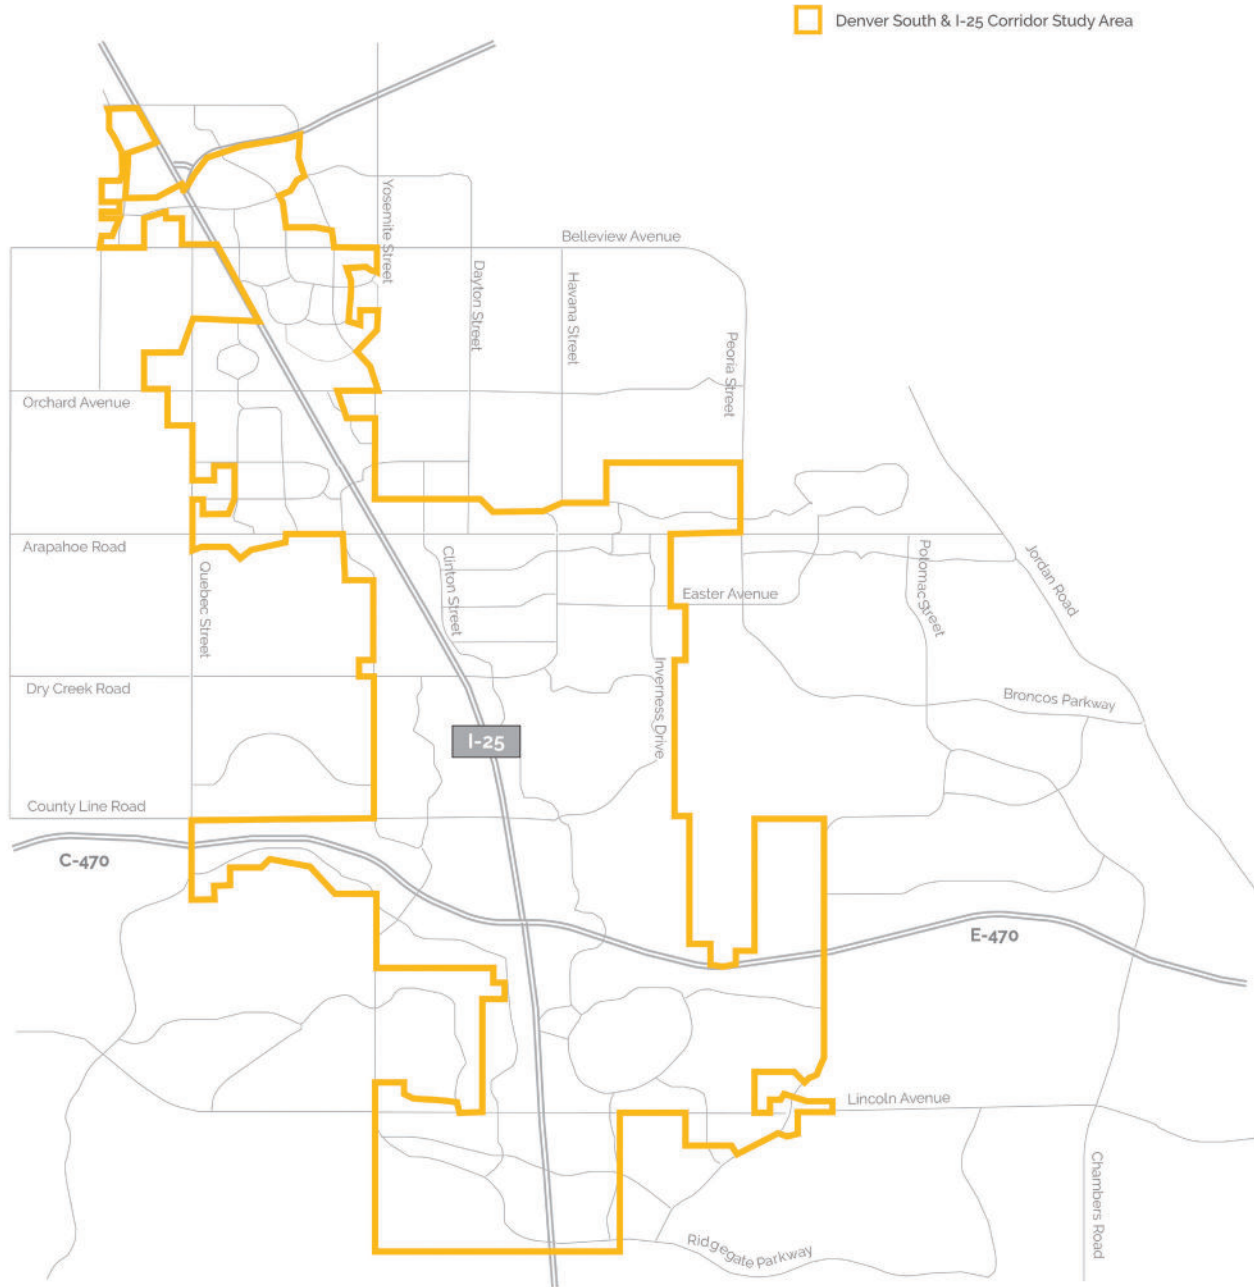 Denver South & I-25 Corridor Study Area
Yosemite Street
Belleview Avenue
Dayton Street
Havana Street
Peoria Street
Orchard Avenue
Arapahoe Road
Quebec Street
Clinton Street
Easter Avenue
Potomac Street
Jordan Road
Dry Creek Road
Inverness Drive
Broncos Parkway
I-25
County Line Road
C-470
E-470
Lincoln Avenue
Chambers Road
Ridgegate Parkway